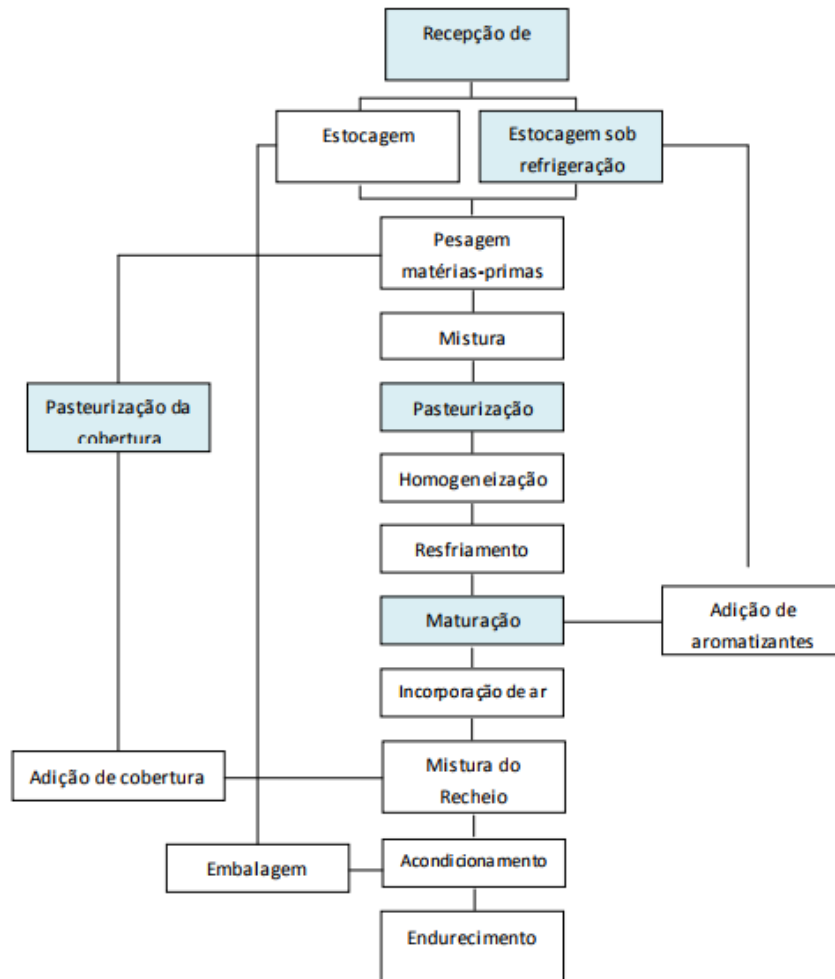 Recepção de
Estocagem
Estocagem sob
refrigeração
Pesagem
matérias-primas
Mistura
Pasteurização da
cobertura
Pasteurização
Homogeneização
Resfriamento
Maturação
Adição de
aromatizantes
Incorporação de ar
Adição de cobertura
Mistura do
Recheio
Embalagem
Acondicionamento
Endurecimento